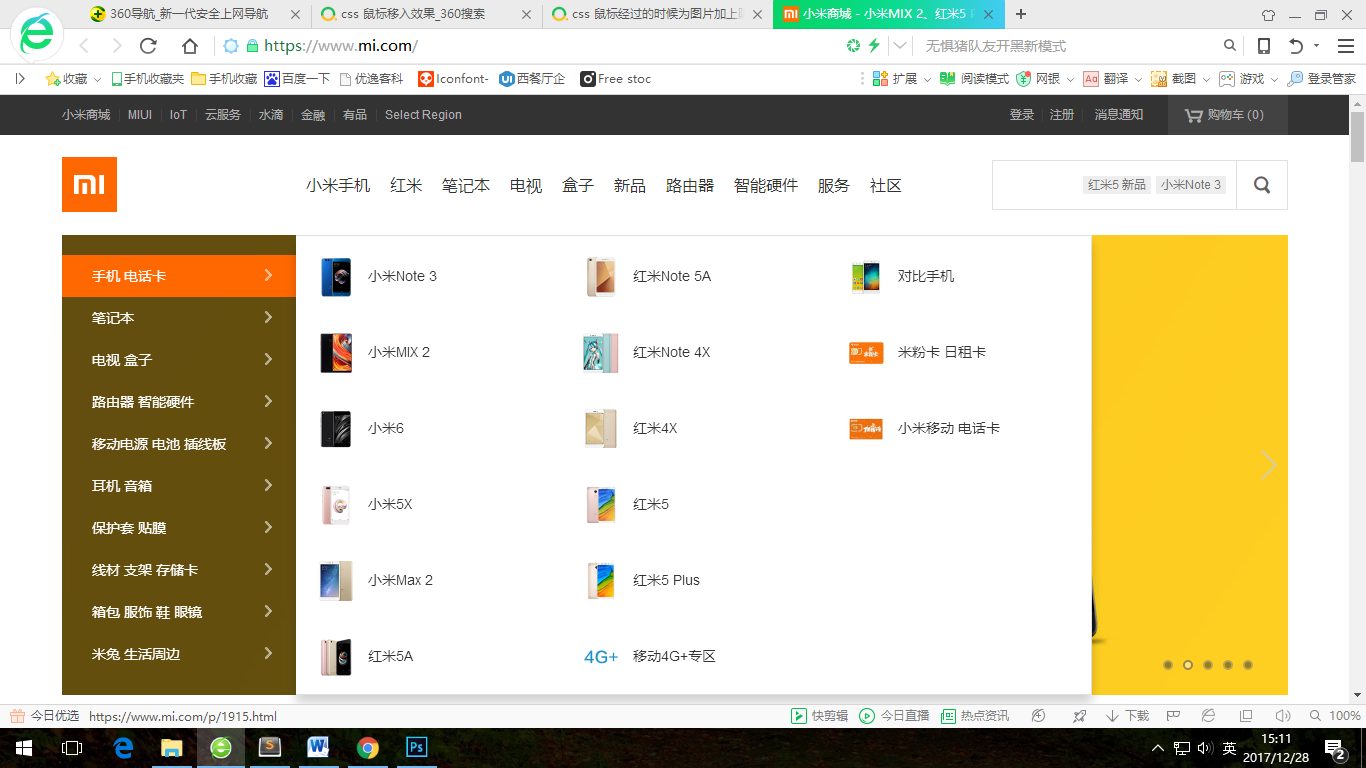 360导航_新一代安全上网导航
css 鼠标移入效果_360搜索
css 鼠标经过的时候为图片加上
小米商城 - 小米MIX 2、红米5
https://www.mi.com/
无惧猪队友开黑新模式
收藏 手机收藏夹 手机收藏 百度一下 优逸客科 Iconfont- 西餐厅企 Free stoc
扩展 阅读模式 网银 翻译 截图 游戏 登录管家
小米商城 MIUI IoT 云服务 水滴 金融 有品 Select Region
登录 注册 消息通知 购物车 (0)
小米手机 红米 笔记本 电视 盒子 新品 路由器 智能硬件 服务 社区
红米5 新品 小米Note 3
手机 电话卡
笔记本
电视 盒子
路由器 智能硬件
移动电源 电池 插线板
耳机 音箱
保护套 贴膜
线材 支架 存储卡
箱包 服饰 鞋 眼镜
米兔 生活周边
小米Note 3
小米MIX 2
小米6
小米5X
小米Max 2
红米5A
红米Note 5A
红米Note 4X
红米4X
红米5
红米5 Plus
4G+ 移动4G+专区
对比手机
米粉卡 日租卡
小米移动 电话卡
今日优选 https://www.mi.com/p/1915.html
快剪辑 今日直播 热点资讯 下载 100%
英
15:11
2017/12/28
2